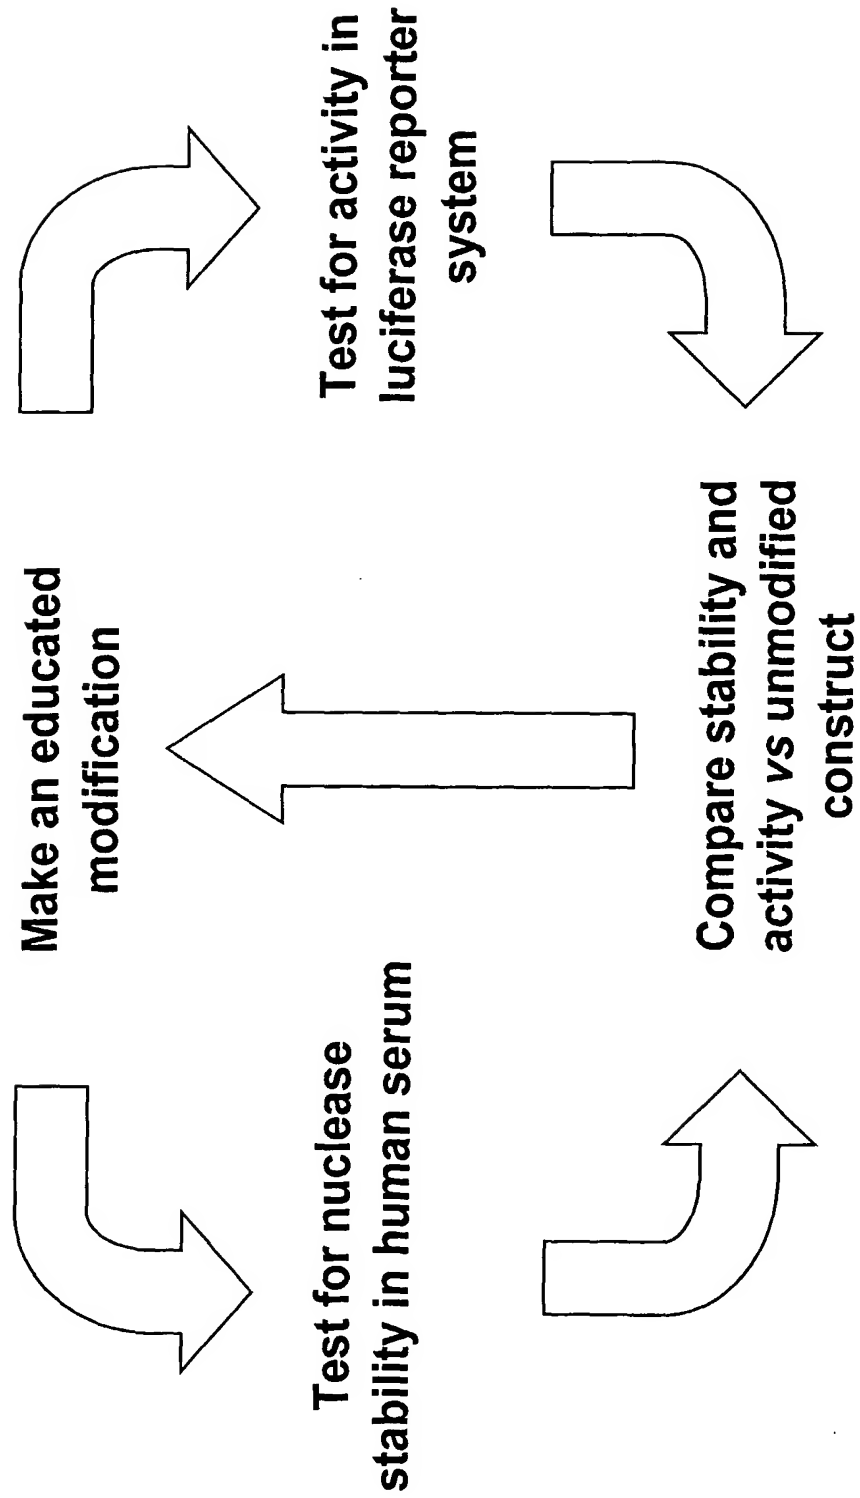 Make an educated
modification
Test for nuclease
stability in human serum
Test for activity in
luciferase reporter
system
Compare stability and
activity vs unmodified
construct